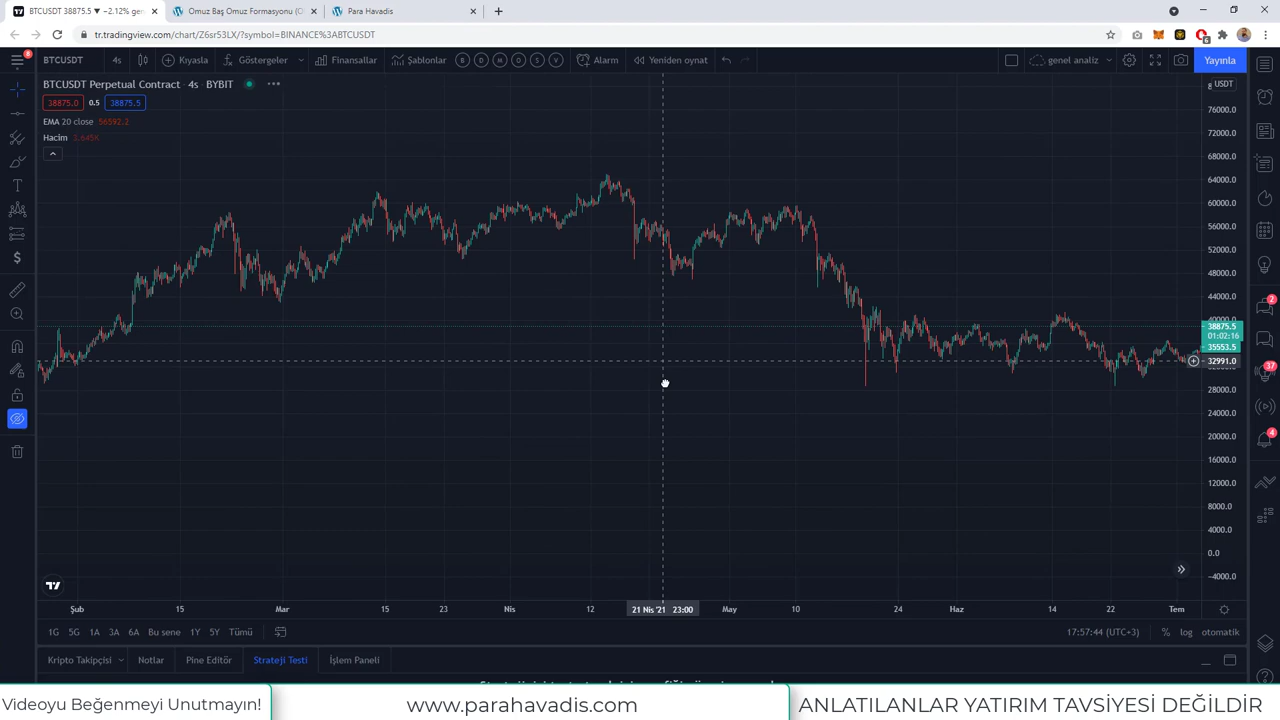 BTCUSDT 38875.5 ▼ −2.12% gen
Omuz Baş Omuz Formasyonu (O
Para Havadis
tr.tradingview.com/chart/Z6sr53LX/?symbol=BINANCE%3ABTCUSDT
8
BTCUSDT 4s Kıyasla Göstergeler Finansallar Şablonlar B D M O S V Alarm Yeniden oynat genel analiz Yayınla
BTCUSDT Perpetual Contract · 4s · BYBIT
38875.0 0.5 38875.5
EMA 20 close 56592.2
Hacim 3.645K
USDT
76000.0
72000.0
68000.0
64000.0
60000.0
56000.0
52000.0
48000.0
44000.0
40000.0
38875.5
01:02:16
35553.5
32991.0
28000.0
24000.0
20000.0
16000.0
12000.0
8000.0
4000.0
0.0
−4000.0
2
37
4
Şub 15 Mar 15 23 Nis 12 21 Nis '21 23:00 May 10 24 Haz 14 22 Tem
1G 5G 1A 3A 6A Bu sene 1Y 5Y Tümü 17:57:44 (UTC+3) % log otomatik
Kripto Takipçisi Notlar Pine Editör Strateji Testi İşlem Paneli
Videoyu Beğenmeyi Unutmayın! www.parahavadis.com ANLATILANLAR YATIRIM TAVSİYESİ DEĞİLDİR